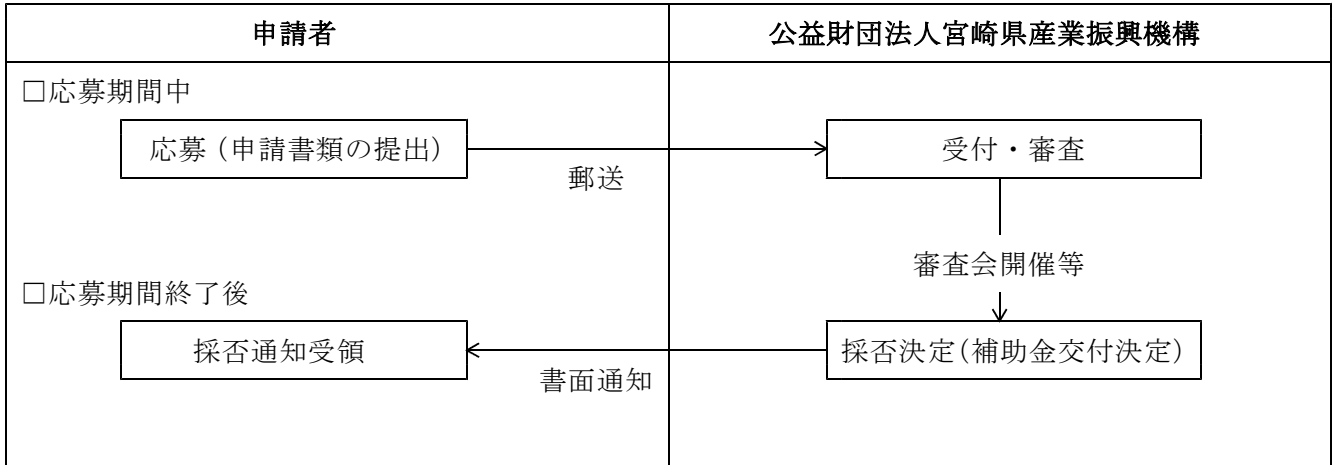 申請者
公益財団法人宮崎県産業振興機構
□応募期間中
応募(申請書類の提出)
郵送
受付・審査
審査会開催等
□応募期間終了後
採否通知受領
書面通知
採否決定(補助金交付決定)